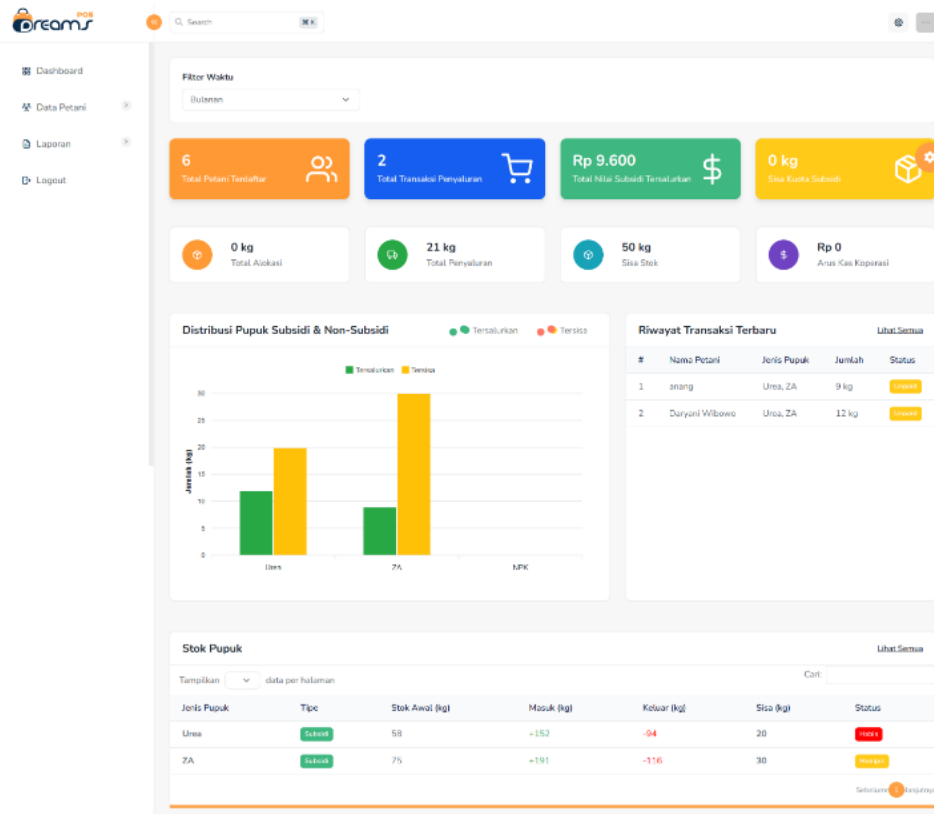 Dreams POS
Search
⌘ K
Dashboard
Data Petani
Laporan
Logout
Filter Waktu
Bulanan
6
Total Petani Terdaftar
2
Total Transaksi Penyaluran
Rp 9.600
Total Nilai Subsidi Tersalurkan
0 kg
Sisa Kuota Subsidi
0 kg
Total Alokasi
21 kg
Total Penyaluran
50 kg
Sisa Stok
Rp 0
Arus Kas Koperasi
Distribusi Pupuk Subsidi & Non-Subsidi
Tersalurkan
Tersisa
Tersalurkan Tersisa
Jumlah (kg)
30
25
20
15
10
5
0
Urea ZA NPK
Riwayat Transaksi Terbaru
Lihat Semua
# Nama Petani Jenis Pupuk Jumlah Status
1 anang Urea, ZA 9 kg Unpaid
2 Daryani Wibowo Urea, ZA 12 kg Unpaid
Stok Pupuk
Lihat Semua
Tampilkan data per halaman
Cari:
Jenis Pupuk Tipe Stok Awal (kg) Masuk (kg) Keluar (kg) Sisa (kg) Status
Urea Subsidi 58 +152 -94 20 Habis
ZA Subsidi 75 +191 -116 30
1